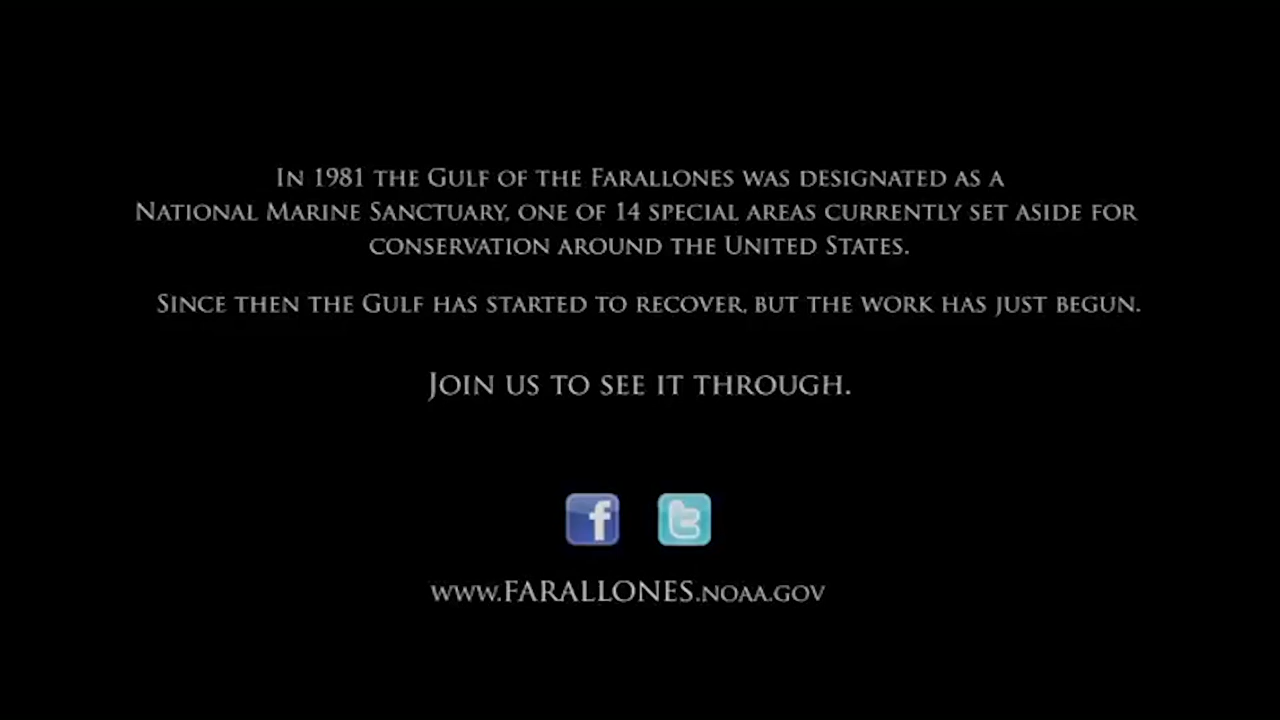 In 1981 the Gulf of the Farallones was designated as a
National Marine Sanctuary, one of 14 special areas currently set aside for
conservation around the United States.
Since then the Gulf has started to recover, but the work has just begun.
Join us to see it through.
f t
www.FARALLONES.noaa.gov